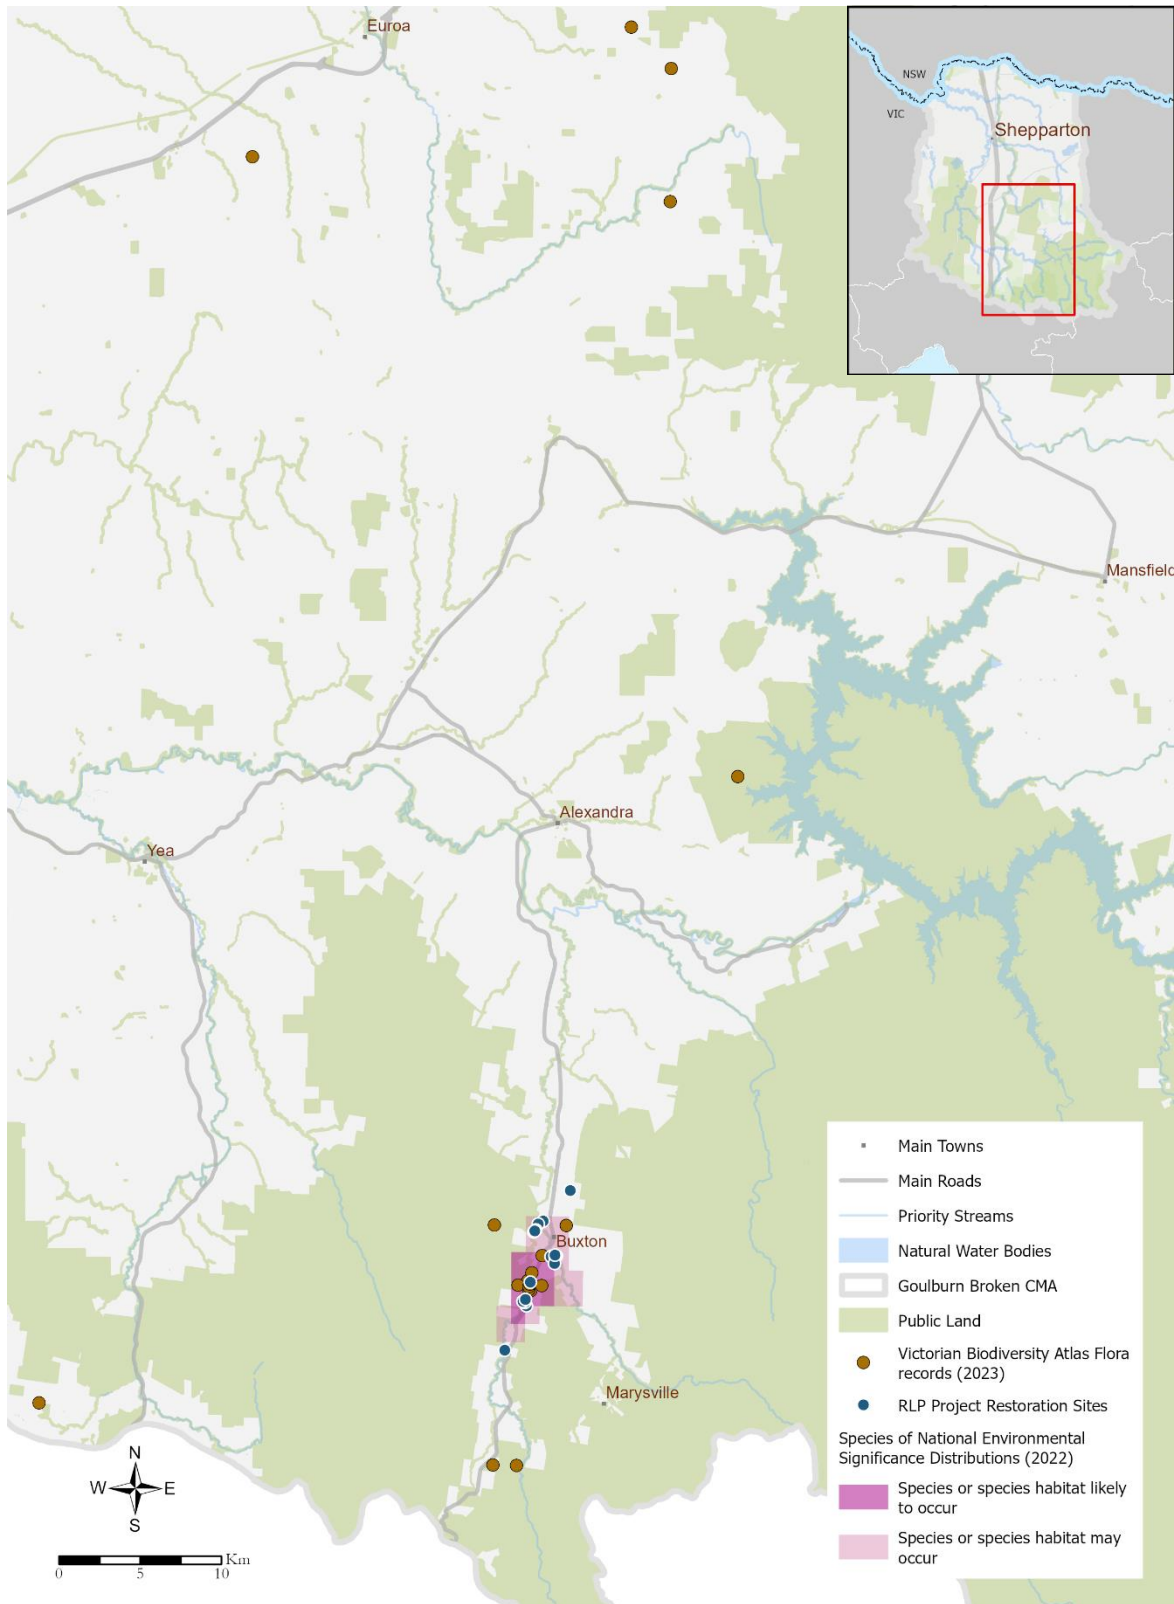 Euroa
NSW
VIC
Shepparton
Mansfield
Alexandra
Yea
Buxton
Marysville
Main Towns
Main Roads
Priority Streams
Natural Water Bodies
Goulburn Broken CMA
Public Land
Victorian Biodiversity Atlas Flora
records (2023)
RLP Project Restoration Sites
Species of National Environmental
Significance Distributions (2022)
Species or species habitat likely
to occur
Species or species habitat may
occur
N
W E
S
Km
0 5 10